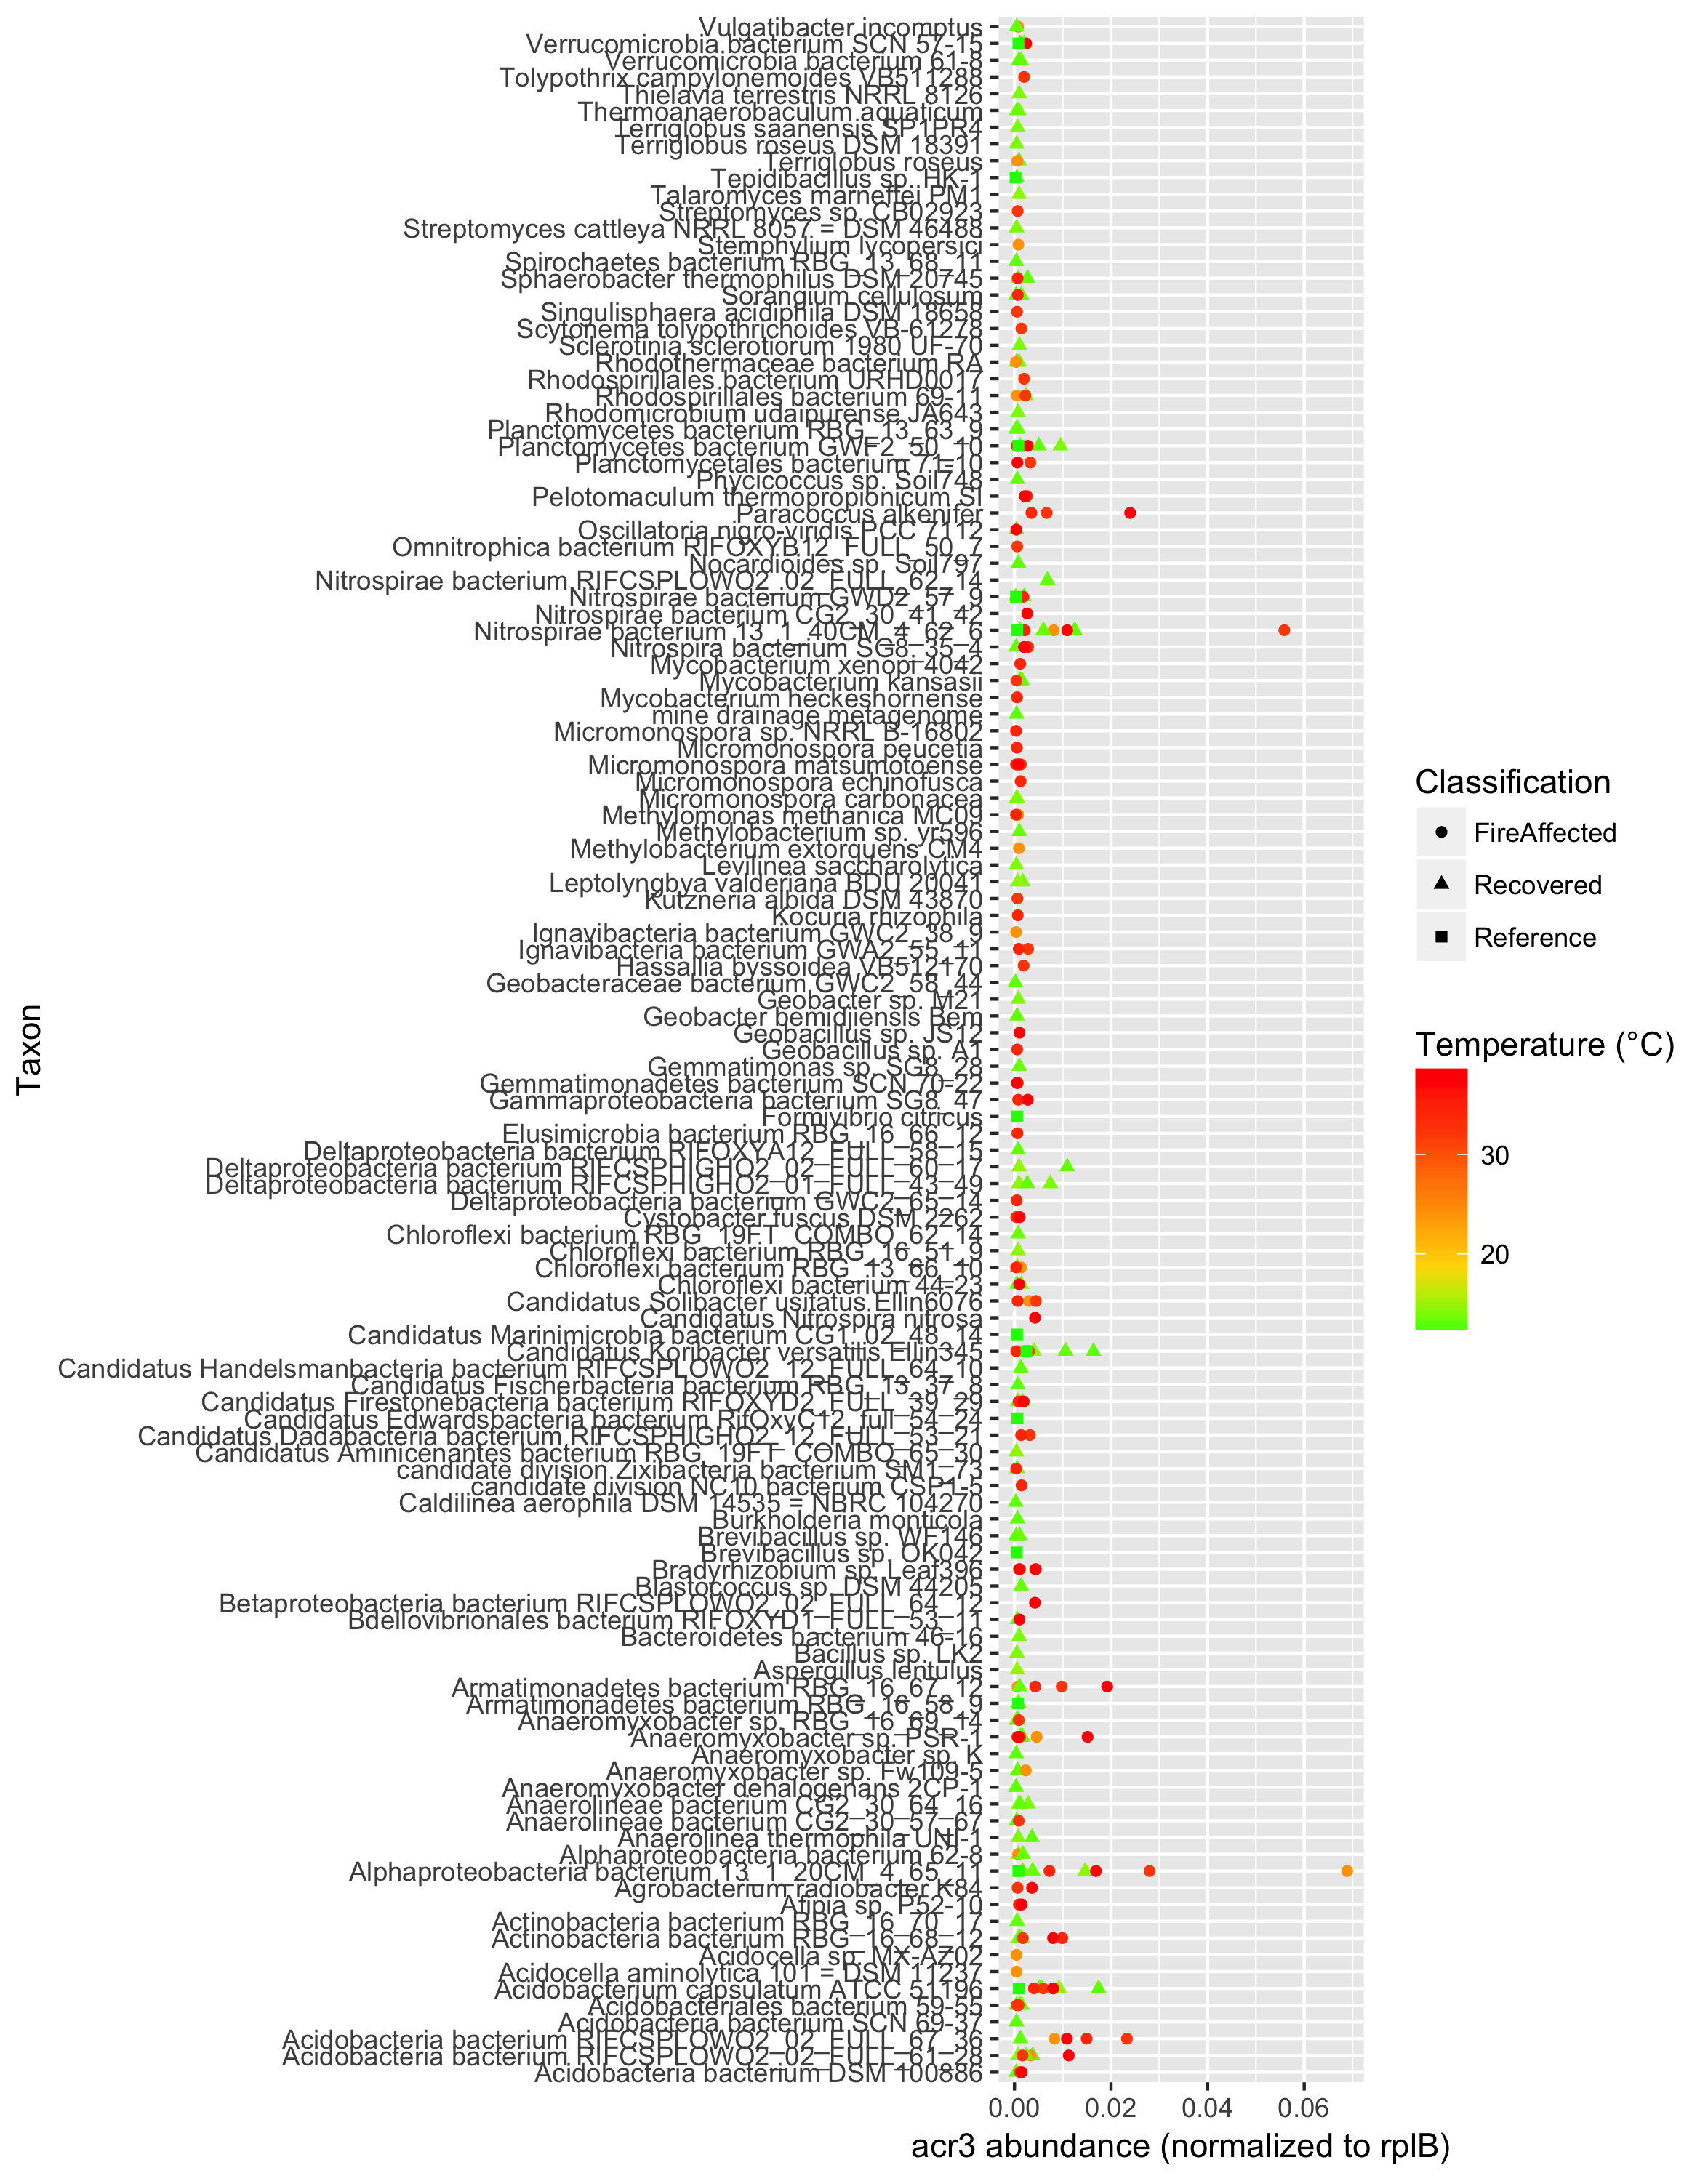 Vulgatibacter incomptus
Verrucomicrobia bacterium SCN 57-15
Verrucomicrobia bacterium 61-8
Tolypothrix campylonemoides VB511288
Thielavia terrestris NRRL 8126
Thermoanaerobaculum aquaticum
Terriglobus saanensis SP1PR4
Terriglobus roseus DSM 18391
Terriglobus roseus
Tepidibacillus sp. HK-1
Talaromyces marneffei PM1
Streptomyces sp. CB02923
Streptomyces cattleya NRRL 8057 = DSM 46488
Stemphylium lycopersici
Spirochaetes bacterium RBG_13_68_11
Sphaerobacter thermophilus DSM 20745
Sorangium cellulosum
Singulisphaera acidiphila DSM 18658
Scytonema tolypothrichoides VB-61278
Sclerotinia sclerotiorum 1980 UF-70
Rhodothermaceae bacterium RA
Rhodospirillales bacterium URHD0017
Rhodospirillales bacterium 69-11
Rhodomicrobium udaipurense JA643
Planctomycetes bacterium RBG_13_63_9
Planctomycetes bacterium GWF2_50_10
Planctomycetales bacterium 71-10
Phycicoccus sp. Soil748
Pelotomaculum thermopropionicum SI
Paracoccus alkenifer
Oscillatoria nigro-viridis PCC 7112
Omnitrophica bacterium RIFOXYB12_FULL_50_7
Nocardioides sp. Soil797
Nitrospirae bacterium RIFCSPLOWO2_02_FULL_62_14
Nitrospirae bacterium GWD2_57_9
Nitrospirae bacterium CG2_30_41_42
Nitrospirae bacterium 13_1_40CM_4_62_6
Nitrospira bacterium SG8_35_4
Mycobacterium xenopi 4042
Mycobacterium kansasii
Mycobacterium heckeshornense
mine drainage metagenome
Micromonospora sp. NRRL B-16802
Micromonospora peucetia
Micromonospora matsumotoense
Micromonospora echinofusca
Micromonospora carbonacea
Methylomonas methanica MC09
Methylobacterium sp. yr596
Methylobacterium extorquens CM4
Levilinea saccharolytica
Leptolyngbya valderiana BDU 20041
Kutzneria albida DSM 43870
Kocuria rhizophila
Ignavibacteria bacterium GWC2_38_9
Ignavibacteria bacterium GWA2_55_11
Hassallia byssoidea VB512170
Geobacteraceae bacterium GWC2_58_44
Geobacter sp. M21
Geobacter bemidjiensis Bem
Geobacillus sp. JS12
Geobacillus sp. A1
Gemmatimonas sp. SG8_28
Gemmatimonadetes bacterium SCN 70-22
Gammaproteobacteria bacterium SG8_47
Formivibrio citricus
Elusimicrobia bacterium RBG_16_66_12
Deltaproteobacteria bacterium RIFOXYA12_FULL_58_15
Deltaproteobacteria bacterium RIFCSPHIGHO2_02_FULL_60_17
Deltaproteobacteria bacterium RIFCSPHIGHO2_01_FULL_43_49
Deltaproteobacteria bacterium GWC2_65_14
Cystobacter fuscus DSM 2262
Chloroflexi bacterium RBG_19FT_COMBO_62_14
Chloroflexi bacterium RBG_16_51_9
Chloroflexi bacterium RBG_13_66_10
Chloroflexi bacterium 44-23
Candidatus Solibacter usitatus Ellin6076
Candidatus Nitrospira nitrosa
Candidatus Marinimicrobia bacterium CG1_02_48_14
Candidatus Koribacter versatilis Ellin345
Candidatus Handelsmanbacteria bacterium RIFCSPLOWO2_12_FULL_64_10
Candidatus Fischerbacteria bacterium RBG_13_37_8
Candidatus Firestonebacteria bacterium RIFOXYD2_FULL_39_29
Candidatus Edwardsbacteria bacterium RifOxyC12_full_54_24
Candidatus Dadabacteria bacterium RIFCSPHIGHO2_12_FULL_53_21
Candidatus Aminicenantes bacterium RBG_19FT_COMBO_65_30
candidate division Zixibacteria bacterium SM1_73
candidate division NC10 bacterium CSP1-5
Caldilinea aerophila DSM 14535 = NBRC 104270
Burkholderia monticola
Brevibacillus sp. WF146
Brevibacillus sp. OK042
Bradyrhizobium sp. Leaf396
Blastococcus sp. DSM 44205
Betaproteobacteria bacterium RIFCSPLOWO2_02_FULL_64_12
Bdellovibrionales bacterium RIFOXYD1_FULL_53_11
Bacteroidetes bacterium 46-16
Bacillus sp. LK2
Aspergillus lentulus
Armatimonadetes bacterium RBG_16_67_12
Armatimonadetes bacterium RBG_16_58_9
Anaeromyxobacter sp. RBG_16_69_14
Anaeromyxobacter sp. PSR-1
Anaeromyxobacter sp. K
Anaeromyxobacter sp. Fw109-5
Anaeromyxobacter dehalogenans 2CP-1
Anaerolineae bacterium CG2_30_64_16
Anaerolineae bacterium CG2_30_57_67
Anaerolinea thermophila UNI-1
Alphaproteobacteria bacterium 62-8
Alphaproteobacteria bacterium 13_1_20CM_4_65_11
Agrobacterium radiobacter K84
Afipia sp. P52-10
Actinobacteria bacterium RBG_16_70_17
Actinobacteria bacterium RBG_16_68_12
Acidocella sp. MX-AZ02
Acidocella aminolytica 101 = DSM 11237
Acidobacterium capsulatum ATCC 51196
Acidobacteriales bacterium 59-55
Acidobacteria bacterium SCN 69-37
Acidobacteria bacterium RIFCSPLOWO2_02_FULL_67_36
Acidobacteria bacterium RIFCSPLOWO2_02_FULL_61_28
Acidobacteria bacterium DSM 100886
Taxon
0.00 0.02 0.04 0.06
acr3 abundance (normalized to rplB)
Classification
FireAffected
Recovered
Reference
Temperature (°C)
30
20